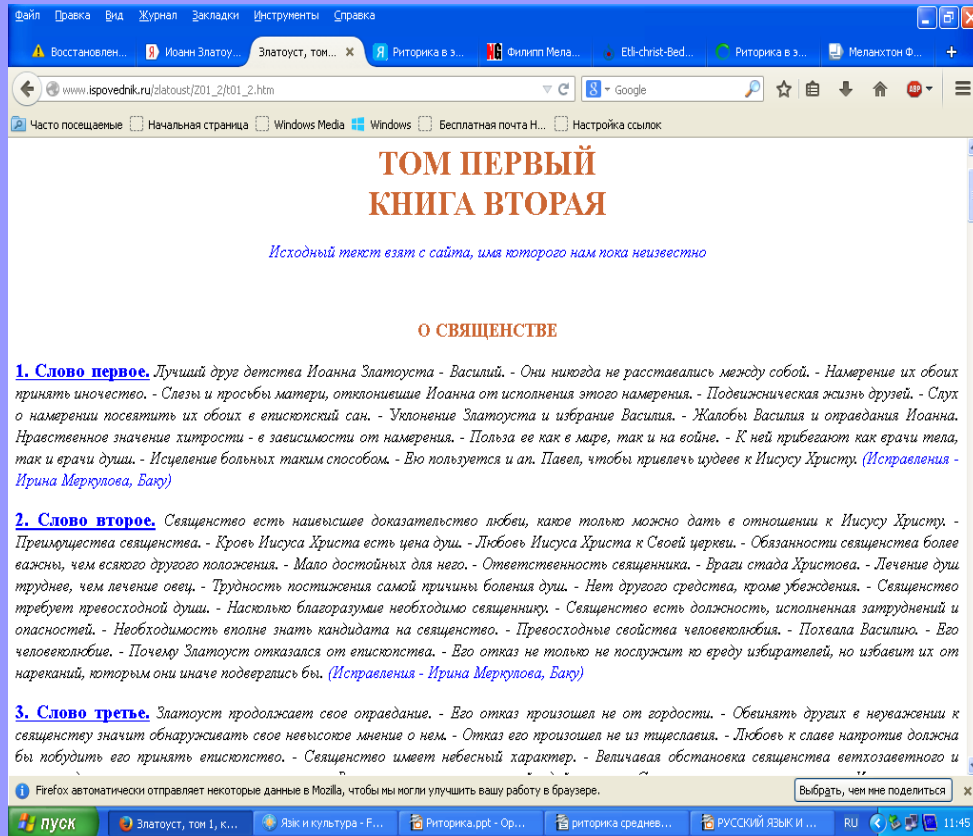 Файл Правка Вид Журнал Закладки Инструменты Справка
Восстановлен... Иоанн Златоу... Златоуст, том... Риторика в э... Филипп Мела... Etli-christ-Bed... Риторика в э... Меланхтон Ф...
www.ispovednik.ru/zlatoust/Z01_2/t01_2.htm Google
Часто посещаемые Начальная страница Windows Media Windows Бесплатная почта H... Настройка ссылок
ТОМ ПЕРВЫЙ
КНИГА ВТОРАЯ
Исходный текст взят с сайта, имя которого нам пока неизвестно
О СВЯЩЕНСТВЕ
1. Слово первое. Лучший друг детства Иоанна Златоуста - Василий. - Они никогда не расставались между собой. - Намерение их обоих
принять иночество. - Слезы и просьбы матери, отклонившие Иоанна от исполнения этого намерения. - Подвижническая жизнь друзей. - Слух
о намерении посвятить их обоих в епископский сан. - Уклонение Златоуста и избрание Василия. - Жалобы Василия и оправдания Иоанна.
Нравственное значение хитрости - в зависимости от намерения. - Польза ее как в мире, так и на войне. - К ней прибегают как врачи тела,
так и врачи души. - Исцеление больных таким способом. - Ею пользуется и ап. Павел, чтобы привлечь иудеев к Иисусу Христу. (Исправления -
Ирина Меркулова, Баку)
2. Слово второе. Священство есть наивысшее доказательство любви, какое только можно дать в отношении к Иисусу Христу. -
Преимущества священства. - Кровь Иисуса Христа есть цена душ. - Любовь Иисуса Христа к Своей церкви. - Обязанности священства более
важны, чем всякого другого положения. - Мало достойных для него. - Ответственность священника. - Враги стада Христова. - Лечение душ
труднее, чем лечение овец. - Трудность постижения самой причины боления душ. - Нет другого средства, кроме убеждения. - Священство
требует превосходной души. - Насколько благоразумие необходимо священнику. - Священство есть должность, исполненная затруднений и
опасностей. - Необходимость вполне знать кандидата на священство. - Превосходные свойства человеколюбия. - Похвала Василию. - Его
человеколюбие. - Почему Златоуст отказался от епископства. - Его отказ не только не послужит ко вреду избирателей, но избавит их от
нареканий, которым они иначе подверглись бы. (Исправления - Ирина Меркулова, Баку)
3. Слово третье. Златоуст продолжает свое оправдание. - Его отказ произошел не от гордости. - Обвинять других в неуважении к
священству значит обнаруживать свое невысокое мнение о нем. - Отказ его произошел не из тщеславия. - Любовь к славе напротив должна
бы побудить его принять епископство. - Священство имеет небесный характер. - Величавая обстановка священства ветхозаветного и
Firefox автоматически отправляет некоторые данные в Mozilla, чтобы мы могли улучшить вашу работу в браузере. Выбрать, чем мне поделиться
пуск Златоуст, том 1, к... Язік и культура - F... Риторика.ppt - Op... риторика среднев... РУССКИЙ ЯЗЫК И ... RU 11:45